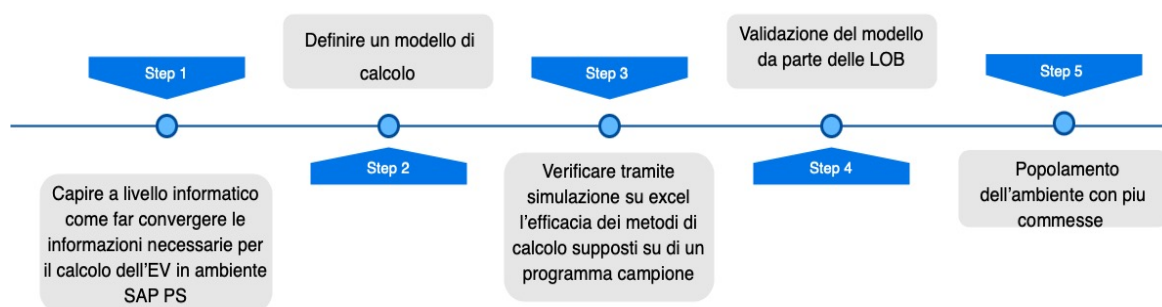 Step 1
Capire a livello informatico
come far convergere le
informazioni necessarie per
il calcolo dell'EV in ambiente
SAP PS
Definire un modello di
calcolo
Step 2
Step 3
Verificare tramite
simulazione su excel
l'efficacia dei metodi di
calcolo supposti su di un
programma campione
Validazione del modello
da parte delle LOB
Step 4
Step 5
Popolamento
dell'ambiente con piu
commesse